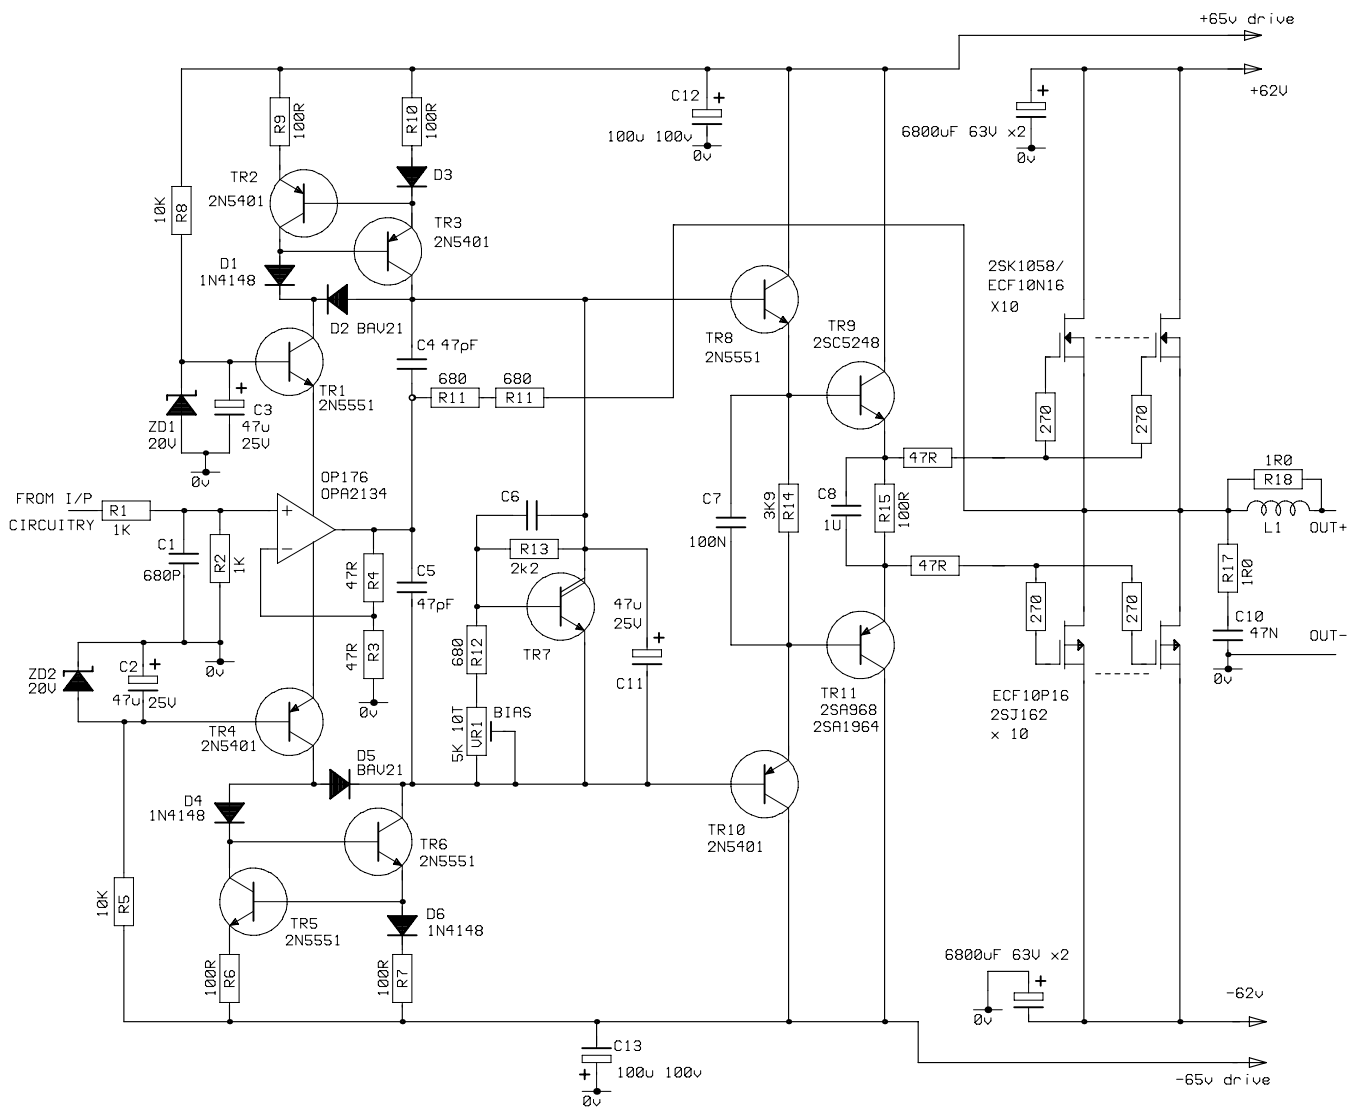 +65v drive
+62V
C12
100u 100v
0v
6800uF 63V x2
0v
R9
100R
R10
100R
D3
TR2
2N5401
10K
R8
TR3
2N5401
D1
1N4148
D2 BAV21
2SK1058/
ECF10N16
X10
TR8
2N5551
TR9
2SC5248
C4 47pF
TR1
2N5551
680
R11
680
R11
270
270
ZD1
20V
C3
47u
25V
0v
47R
FROM I/P
CIRCUITRY
R1
1K
OP176
OPA2134
C6
R13
2k2
C7
100N
3K9
R14
C8
1U
R15
100R
1R0
R18
L1
OUT+
C1
680P
R2
1K
47R
R4
C5
47pF
47R
R17
1R0
47u
25V
270
270
C10
47N
OUT-
0v
TR7
680
R12
C11
47R
R3
0v
0v
ZD2
20V
C2
47u
25V
TR4
2N5401
5K 10T
VR1
BIAS
TR11
2SA968
2SA1964
ECF10P16
2SJ162
x 10
D5
BAV21
D4
1N4148
TR6
2N5551
TR10
2N5401
10K
R5
TR5
2N5551
D6
1N4148
100R
R6
100R
R7
6800uF 63V x2
0v
-62v
C13
100u 100v
0v
-65v drive
+
+
+
+
-
+
+
+
+